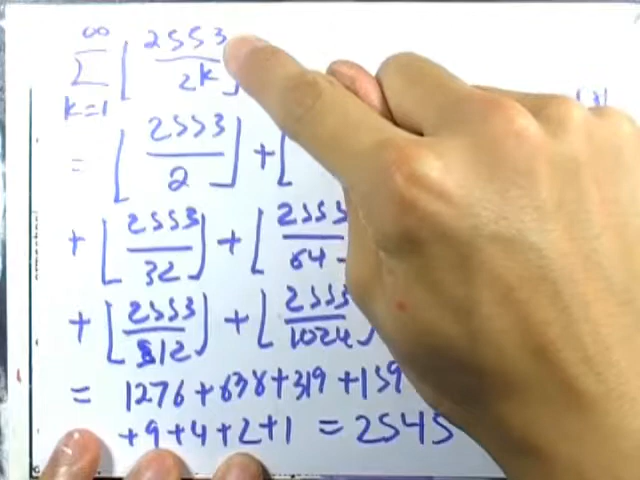 ∞
∑ ⌊ 2553 / 2^k ⌋
k=1
= ⌊ 2553 / 2 ⌋ + ⌊
+ ⌊ 2553 / 32 ⌋ + ⌊ 2553 / 64
+ ⌊ 2553 / 512 ⌋ + ⌊ 2553 / 1024 ⌋
= 1276+638+319+159
+9+4+2+1 = 2545